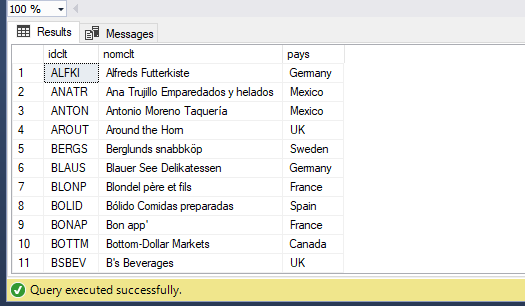 100 %
Results Messages
idclt nomclt pays
1 ALFKI Alfreds Futterkiste Germany
2 ANATR Ana Trujillo Emparedados y helados Mexico
3 ANTON Antonio Moreno Taquería Mexico
4 AROUT Around the Horn UK
5 BERGS Berglunds snabbköp Sweden
6 BLAUS Blauer See Delikatessen Germany
7 BLONP Blondel père et fils France
8 BOLID Bólido Comidas preparadas Spain
9 BONAP Bon app' France
10 BOTTM Bottom-Dollar Markets Canada
11 BSBEV B's Beverages UK
Query executed successfully.